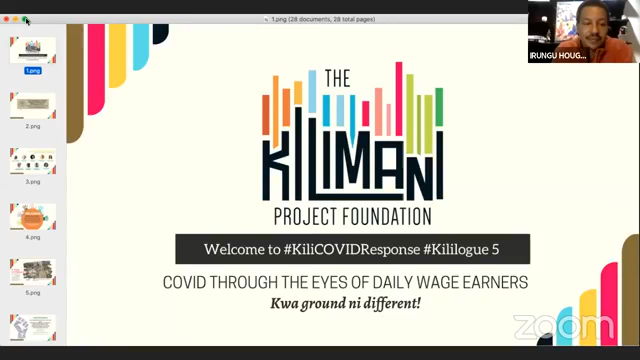 1.png (28 documents, 28 total pages)
IRUNGU HOUG...
1.png
2.png
3.png
4.png
5.png
THE
KILIMANI
PROJECT FOUNDATION
Welcome to #KiliCOVIDResponse #Kililogue 5
COVID THROUGH THE EYES OF DAILY WAGE EARNERS
Kwa ground ni different!
zoom